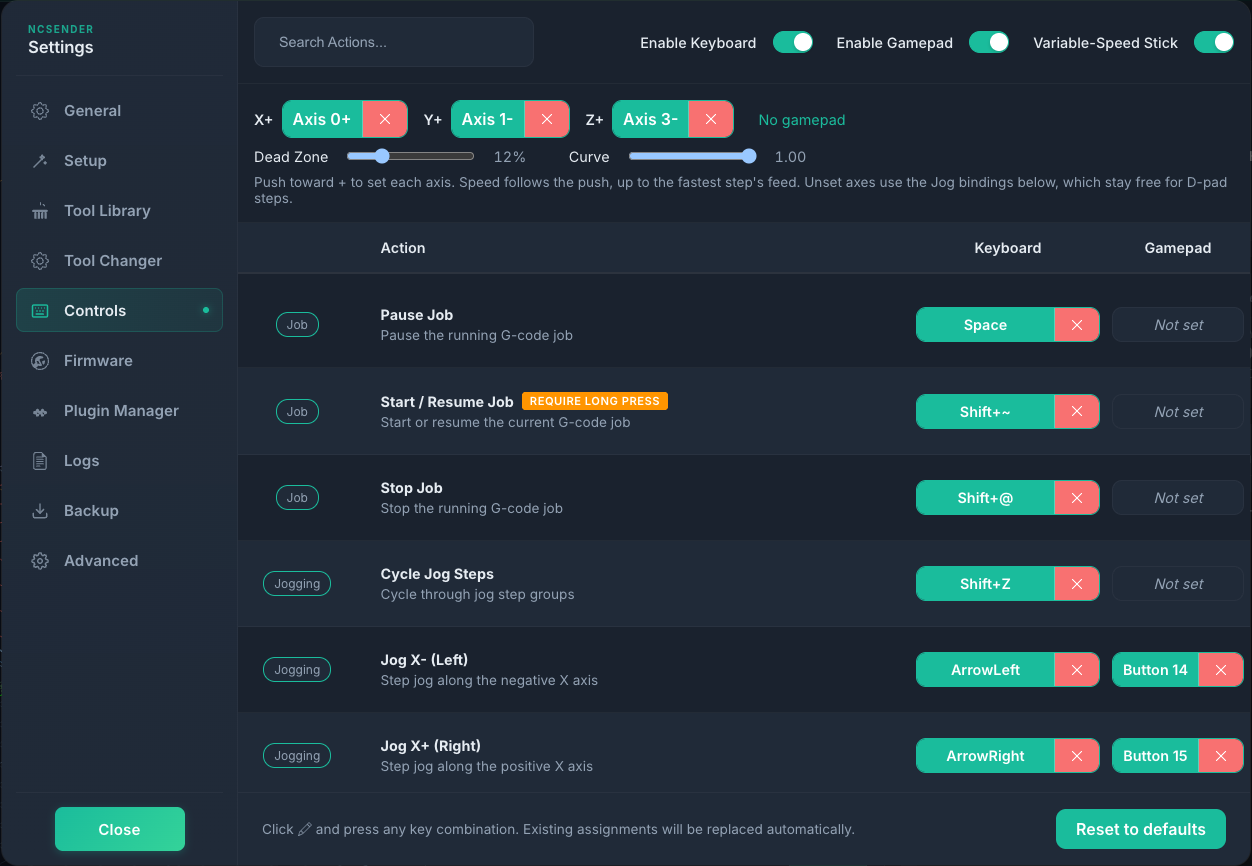 NCSENDER
Settings
General
Setup
Tool Library
Tool Changer
Controls
Firmware
Plugin Manager
Logs
Backup
Advanced
Close
Search Actions...
Enable Keyboard
Enable Gamepad
Variable-Speed Stick
X+ Axis 0+ Y+ Axis 1- Z+ Axis 3- No gamepad
Dead Zone 12% Curve 1.00
Push toward + to set each axis. Speed follows the push, up to the fastest step's feed. Unset axes use the Jog bindings below, which stay free for D-pad
steps.
Action Keyboard Gamepad
Job
Pause Job
Pause the running G-code job
Space
Not set
Job
Start / Resume Job REQUIRE LONG PRESS
Start or resume the current G-code job
Shift+~
Not set
Job
Stop Job
Stop the running G-code job
Shift+@
Not set
Jogging
Cycle Jog Steps
Cycle through jog step groups
Shift+Z
Not set
Jogging
Jog X- (Left)
Step jog along the negative X axis
ArrowLeft
Button 14
Jogging
Jog X+ (Right)
Step jog along the positive X axis
ArrowRight
Button 15
Click and press any key combination. Existing assignments will be replaced automatically.
Reset to defaults